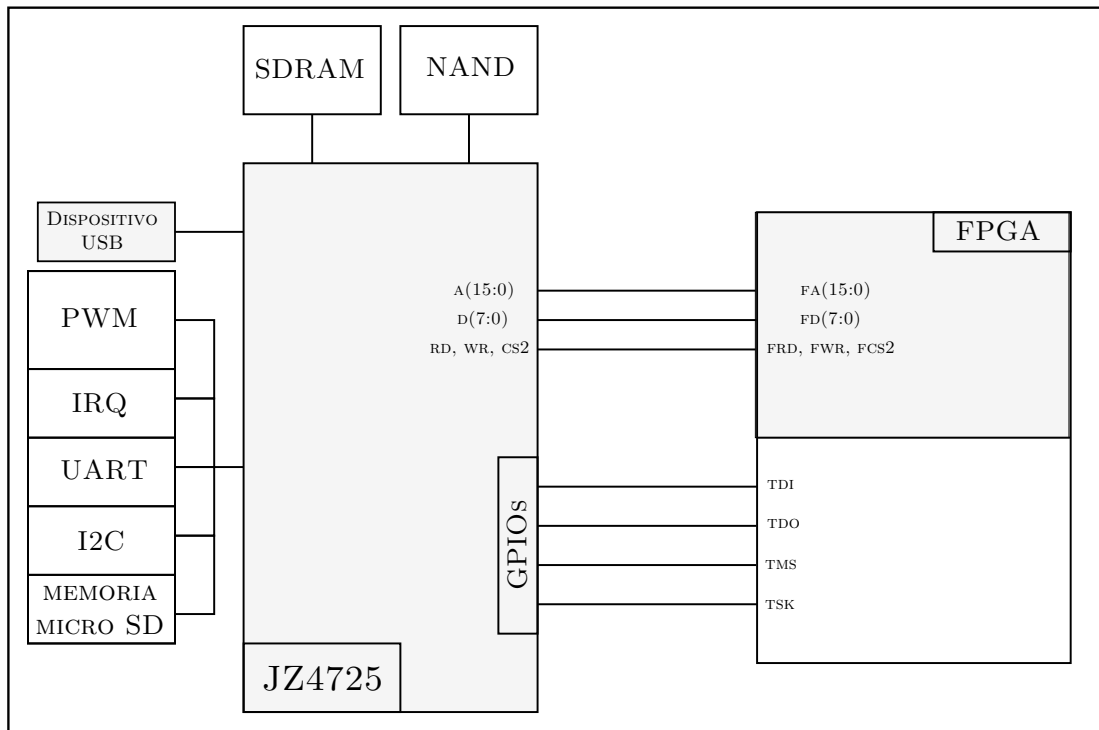 SDRAM
NAND
Dispositivo
USB
FPGA
PWM
A(15:0)
FA(15:0)
D(7:0)
FD(7:0)
RD, WR, CS2
FRD, FWR, FCS2
IRQ
UART
I2C
MEMORIA
MICRO SD
GPIOs
TDI
TDO
TMS
TSK
JZ4725